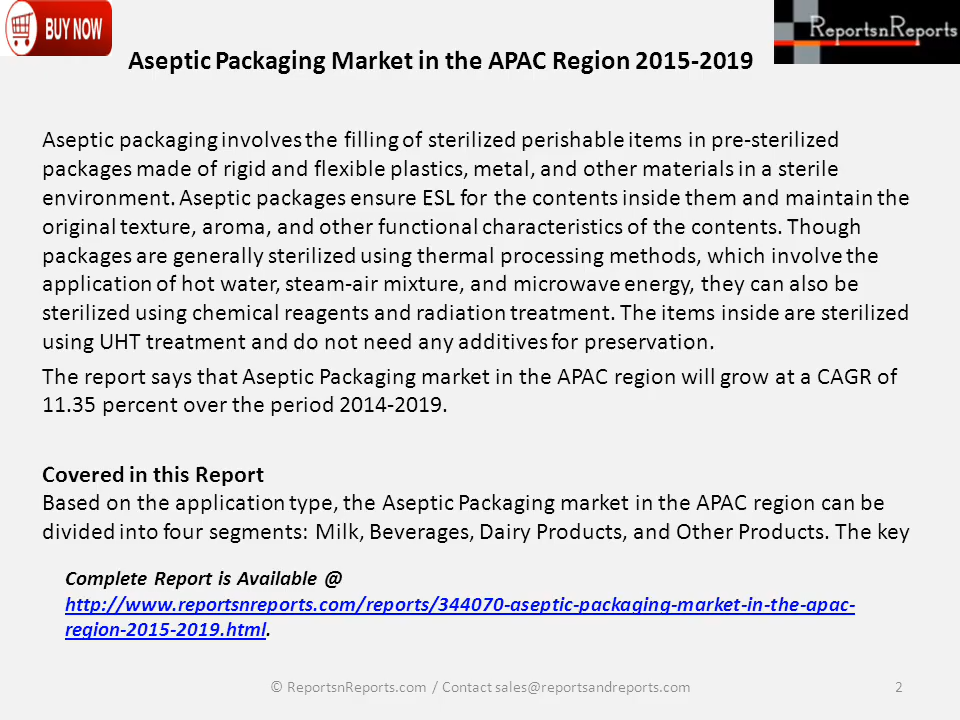 BUY NOW
ReportsnReports
Aseptic Packaging Market in the APAC Region 2015-2019
Aseptic packaging involves the filling of sterilized perishable items in pre-sterilized
packages made of rigid and flexible plastics, metal, and other materials in a sterile
environment. Aseptic packages ensure ESL for the contents inside them and maintain the
original texture, aroma, and other functional characteristics of the contents. Though
packages are generally sterilized using thermal processing methods, which involve the
application of hot water, steam-air mixture, and microwave energy, they can also be
sterilized using chemical reagents and radiation treatment. The items inside are sterilized
using UHT treatment and do not need any additives for preservation.
The report says that Aseptic Packaging market in the APAC region will grow at a CAGR of
11.35 percent over the period 2014-2019.
Covered in this Report
Based on the application type, the Aseptic Packaging market in the APAC region can be
divided into four segments: Milk, Beverages, Dairy Products, and Other Products. The key
Complete Report is Available @
http://www.reportsnreports.com/reports/344070-aseptic-packaging-market-in-the-apac-
region-2015-2019.html.
© ReportsnReports.com / Contact sales@reportsandreports.com
2